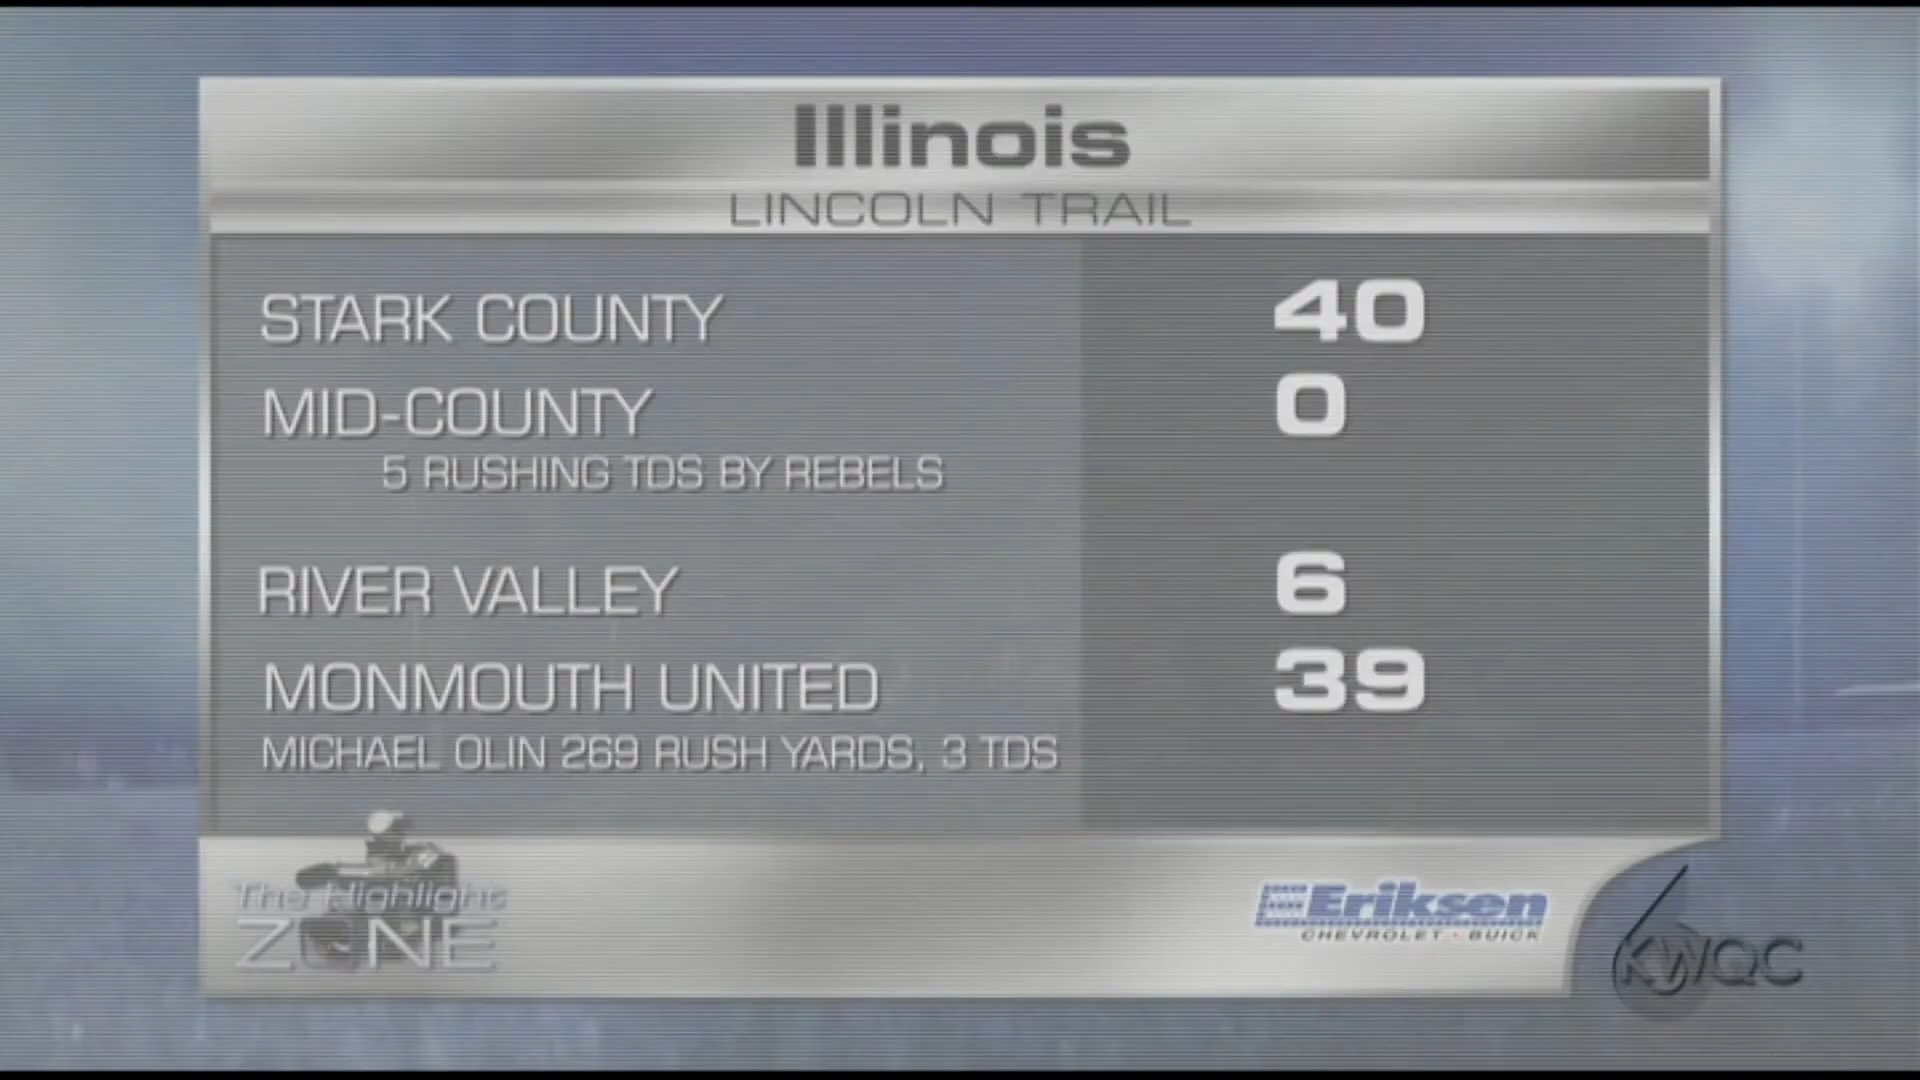 Illinois
LINCOLN TRAIL
STARK COUNTY 40
MID-COUNTY 0
5 RUSHING TDS BY REBELS
RIVER VALLEY 6
MONMOUTH UNITED 39
MICHAEL OLIN 269 RUSH YARDS, 3 TDS
The Highlight
ZONE
Eriksen
CHEVROLET · BUICK
6
KWQC